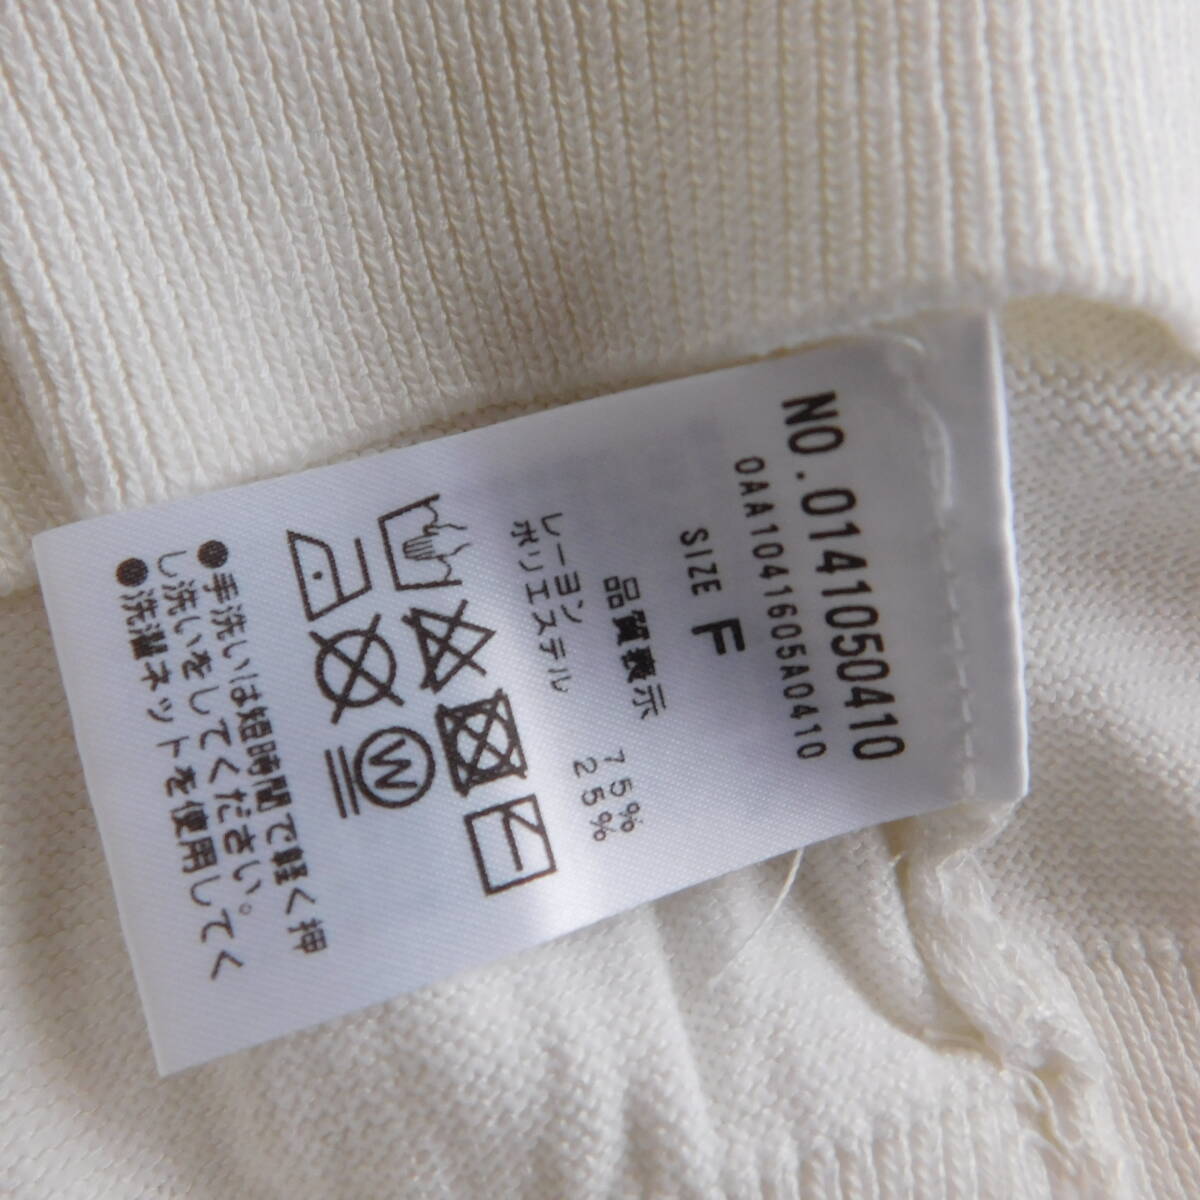 NO.0141050410
0AA1041605A0410
SIZE F
品質表示
レーヨン 75%
ポリエステル 25%
W
●手洗いは短時間で軽く押
し洗いをしてください。
●洗濯ネットを使用してく